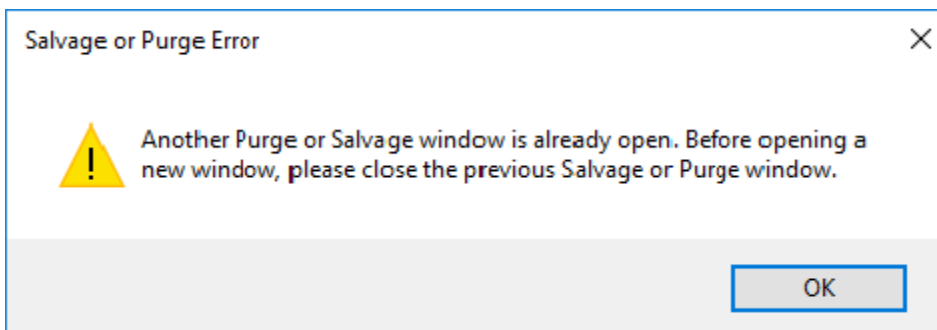 Salvage or Purge Error
Another Purge or Salvage window is already open. Before opening a
new window, please close the previous Salvage or Purge window.
OK